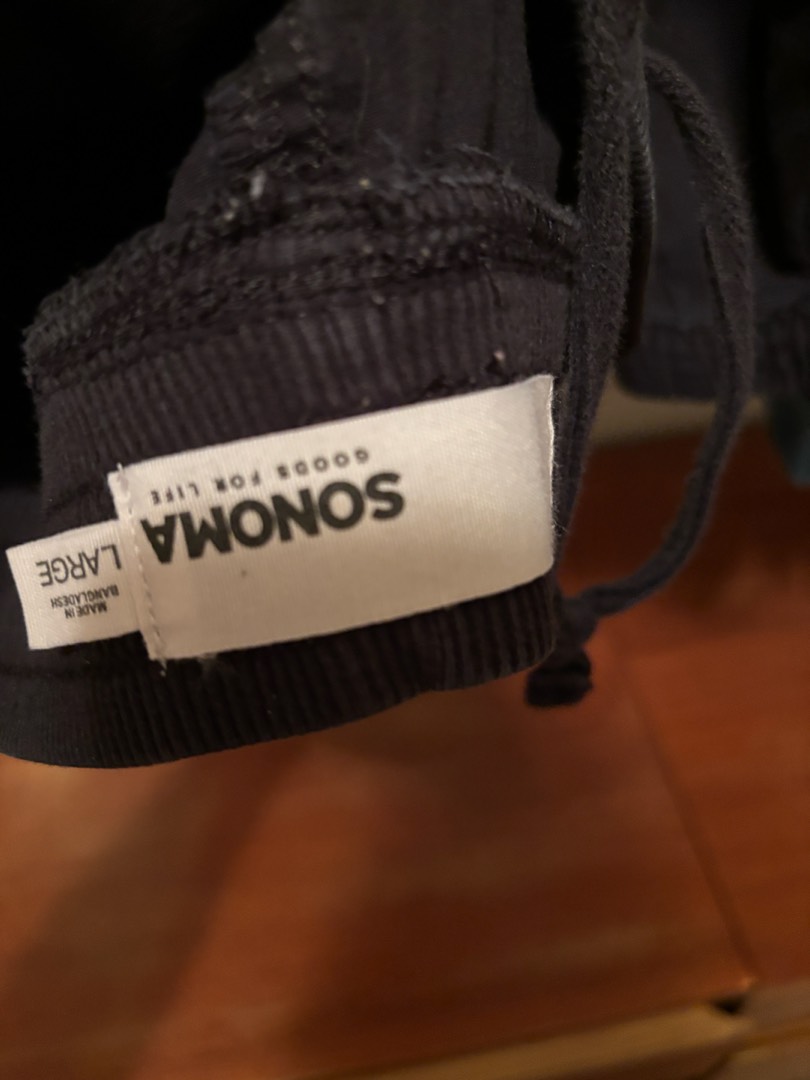 SONOMA
GOODS FOR LIFE
LARGE
MADE IN
BANGLADESH